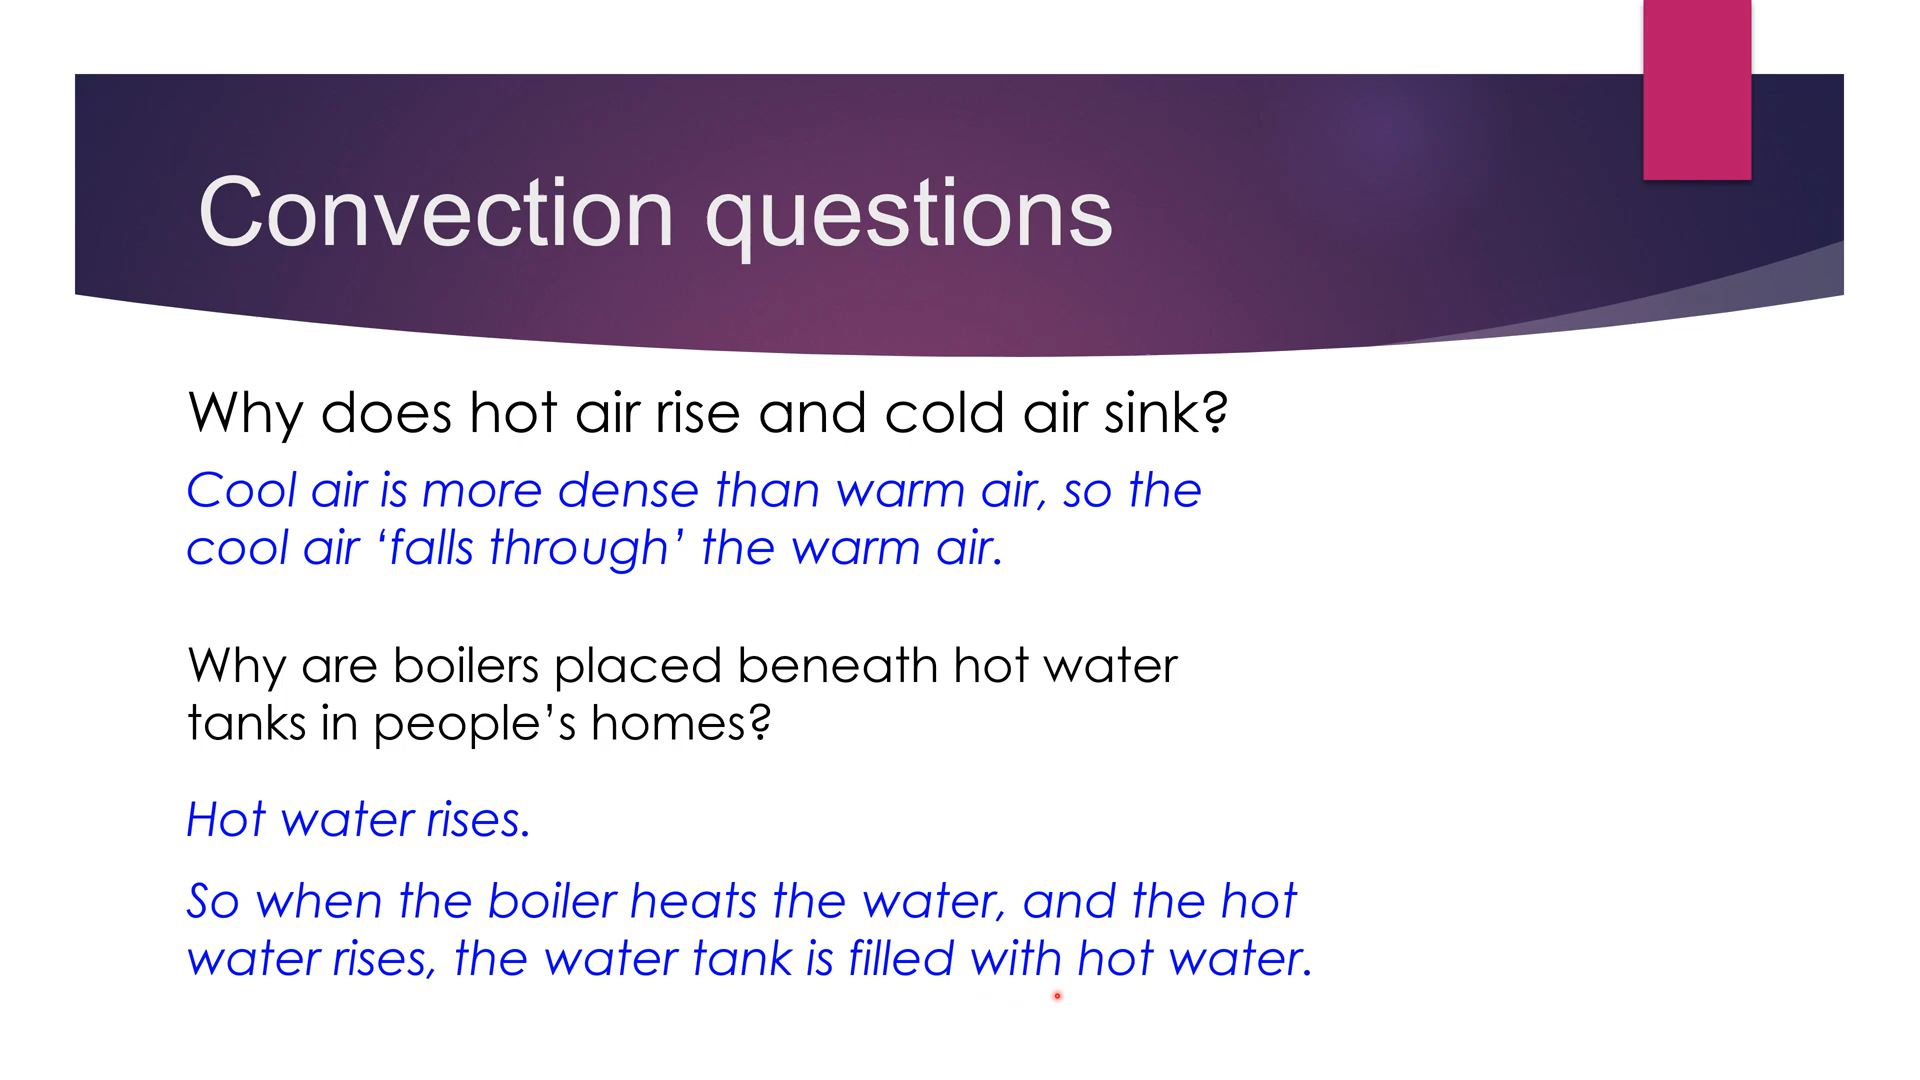 Convection questions
Why does hot air rise and cold air sink?
Cool air is more dense than warm air, so the
cool air ‘falls through’ the warm air.
Why are boilers placed beneath hot water
tanks in people’s homes?
Hot water rises.
So when the boiler heats the water, and the hot
water rises, the water tank is filled with hot water.